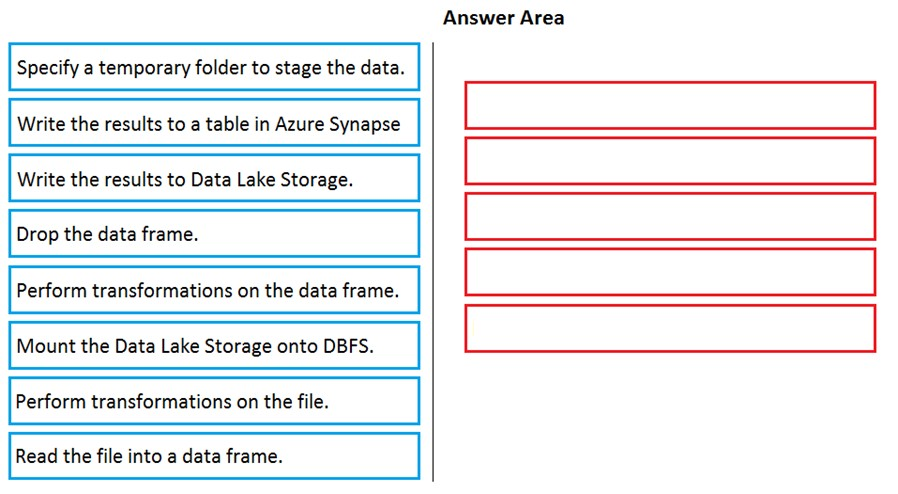 Answer Area
Specify a temporary folder to stage the data.
Write the results to a table in Azure Synapse
Write the results to Data Lake Storage.
Drop the data frame.
Perform transformations on the data frame.
Mount the Data Lake Storage onto DBFS.
Perform transformations on the file.
Read the file into a data frame.